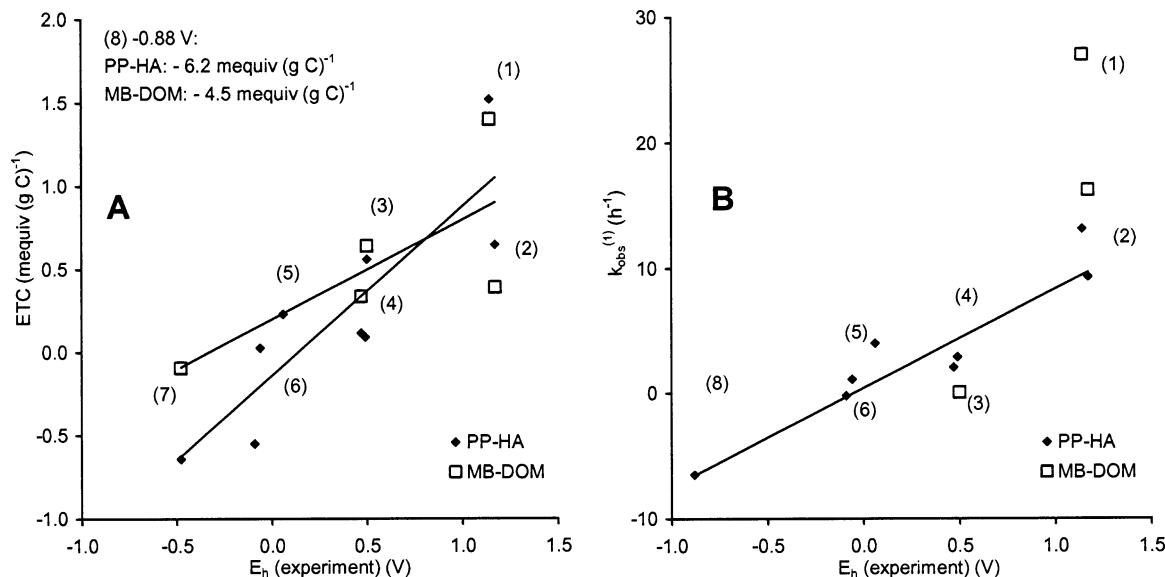 2.0
(8) -0.88 V:
PP-HA: - 6.2 mequiv (g C)⁻¹
MB-DOM: - 4.5 mequiv (g C)⁻¹
(1)
1.5
ETC (mequiv (g C)⁻¹)
1.0
A
(3)
(2)
0.5
(5)
(4)
0.0
(7)
(6)
-0.5
PP-HA
MB-DOM
-1.0
-1.0 -0.5 0.0 0.5 1.0 1.5
E_h (experiment) (V)
30
(1)
20
k_obs⁽¹⁾ (h⁻¹)
B
(2)
10
(4)
(5)
(8)
0
(6)
(3)
PP-HA
MB-DOM
-10
-1.0 -0.5 0.0 0.5 1.0 1.5
E_h (experiment) (V)